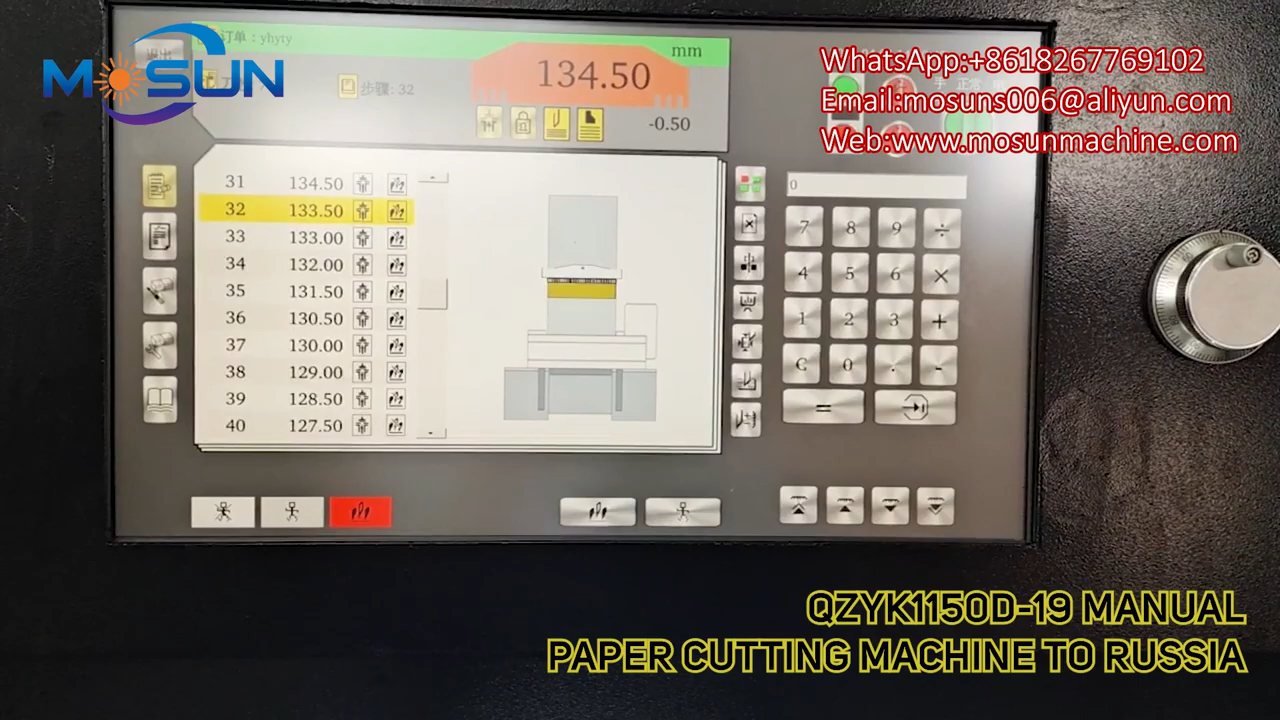 MOSUN
订单：yhyty
mm
134.50
步骤: 32
-0.50
WhatsApp:+8618267769102
Email:mosuns006@aliyun.com
Web:www.mosunmachine.com
正常
31 134.50
32 133.50
33 133.00
34 132.00
35 131.50
36 130.50
37 130.00
38 129.00
39 128.50
40 127.50
0
7 8 9 ÷
4 5 6 ×
1 2 3 +
C 0 . -
=
QZYK1150D-19 MANUAL
PAPER CUTTING MACHINE TO RUSSIA